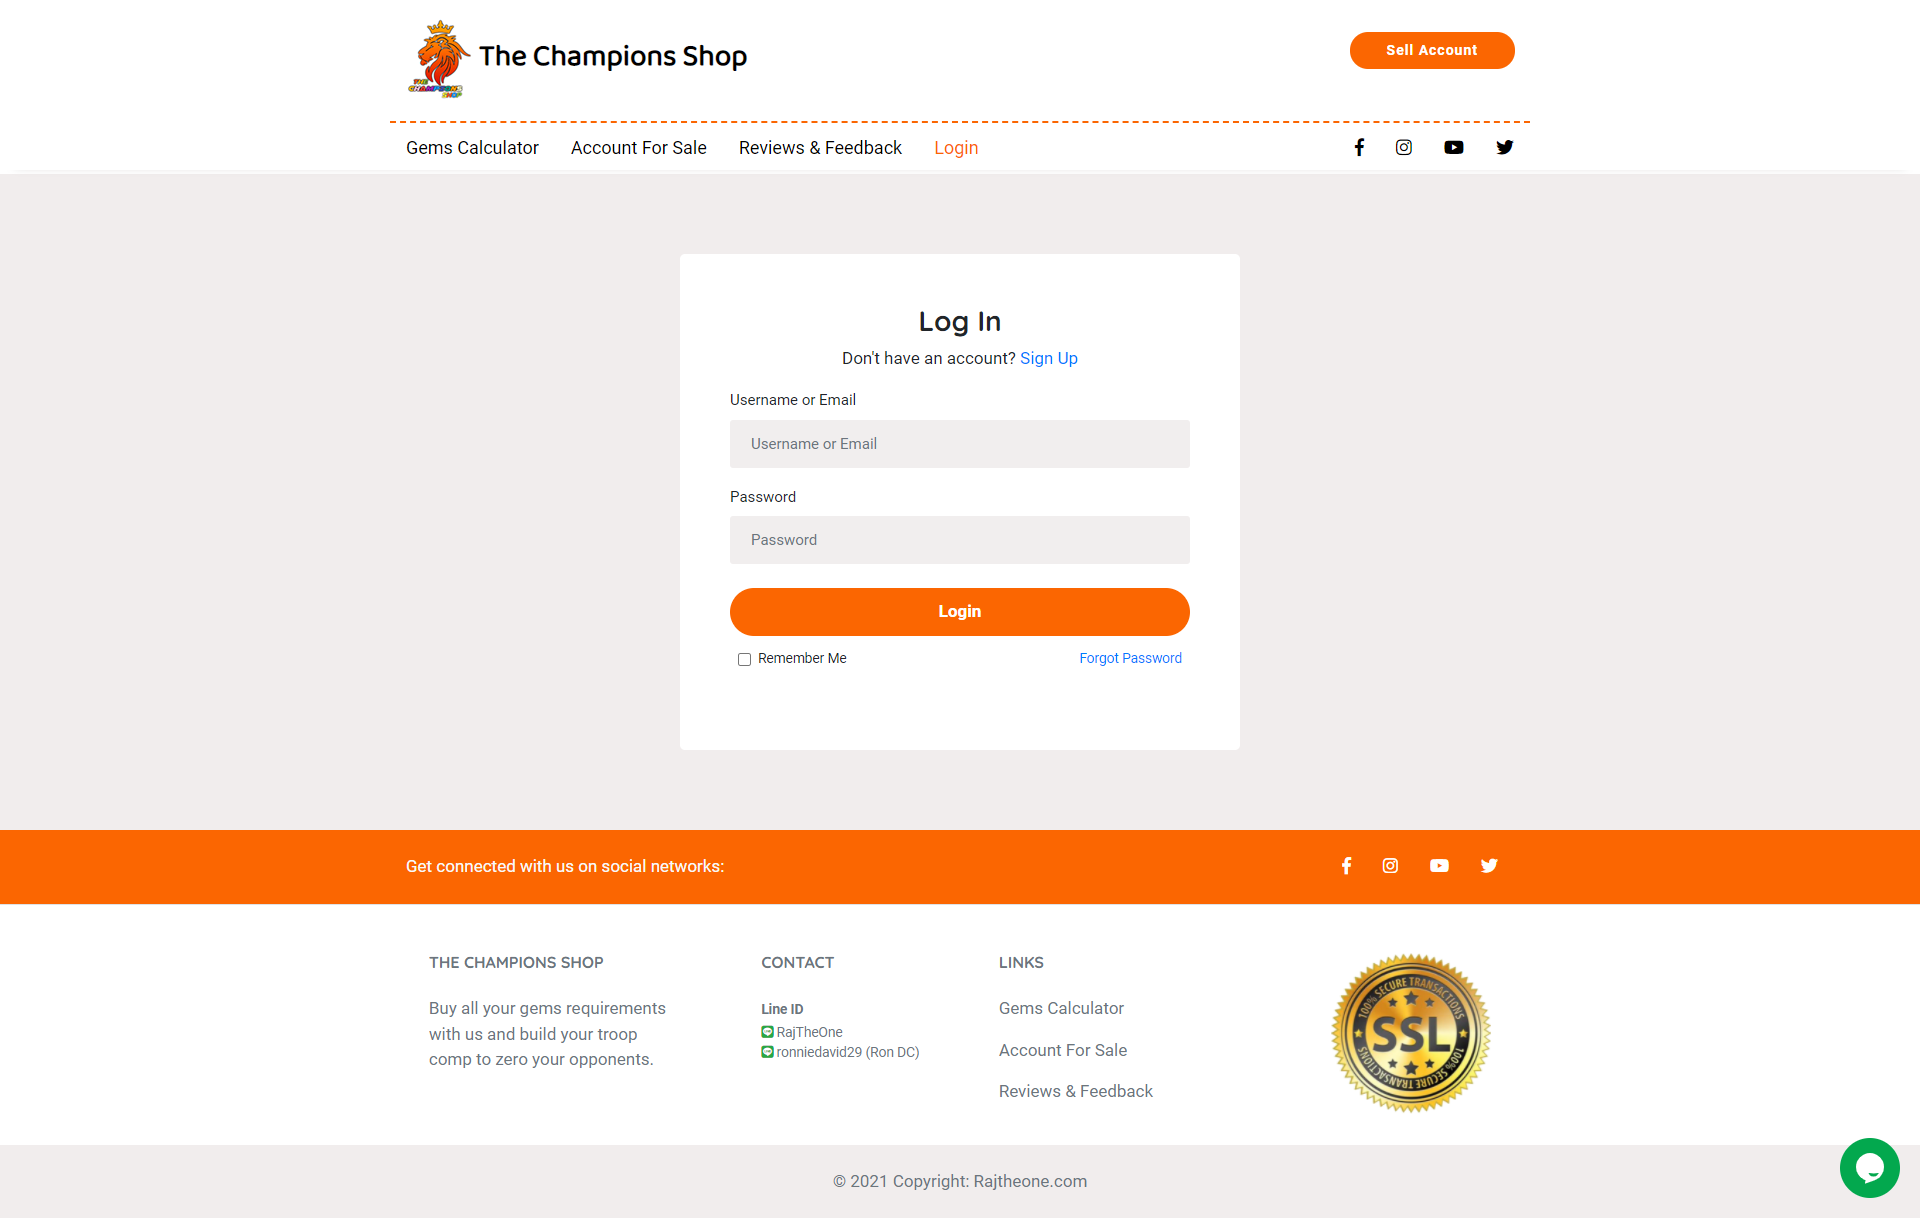 THE
CHAMPIONS
SHOP
The Champions Shop
Sell Account
Gems Calculator
Account For Sale
Reviews & Feedback
Login
Log In
Don't have an account? Sign Up
Username or Email
Username or Email
Password
Password
Login
Remember Me
Forgot Password
Get connected with us on social networks:
THE CHAMPIONS SHOP
Buy all your gems requirements
with us and build your troop
comp to zero your opponents.
CONTACT
Line ID
RajTheOne
ronniedavid29 (Ron DC)
LINKS
Gems Calculator
Account For Sale
Reviews & Feedback
100% SECURE TRANSACTIONS
SSL
100% SECURE TRANSACTIONS
© 2021 Copyright: Rajtheone.com